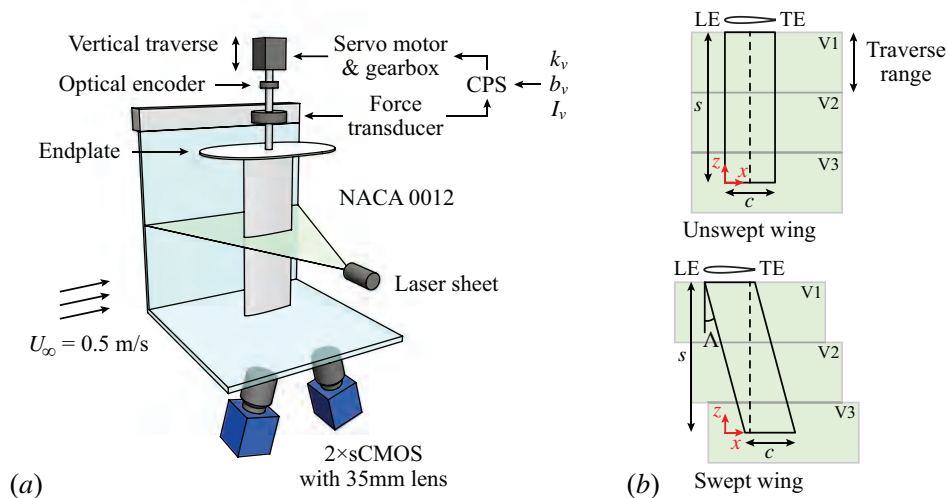 Vertical traverse
Servo motor
& gearbox
Optical encoder
CPS
k_v
b_v
I_v
Force
transducer
Endplate
NACA 0012
Laser sheet
U_∞ = 0.5 m/s
2×sCMOS
with 35mm lens
(a)
LE TE
V1
Traverse
range
s
V2
V3
z
x
c
Unswept wing
LE TE
V1
Λ
s
V2
V3
z
x
c
Swept wing
(b)